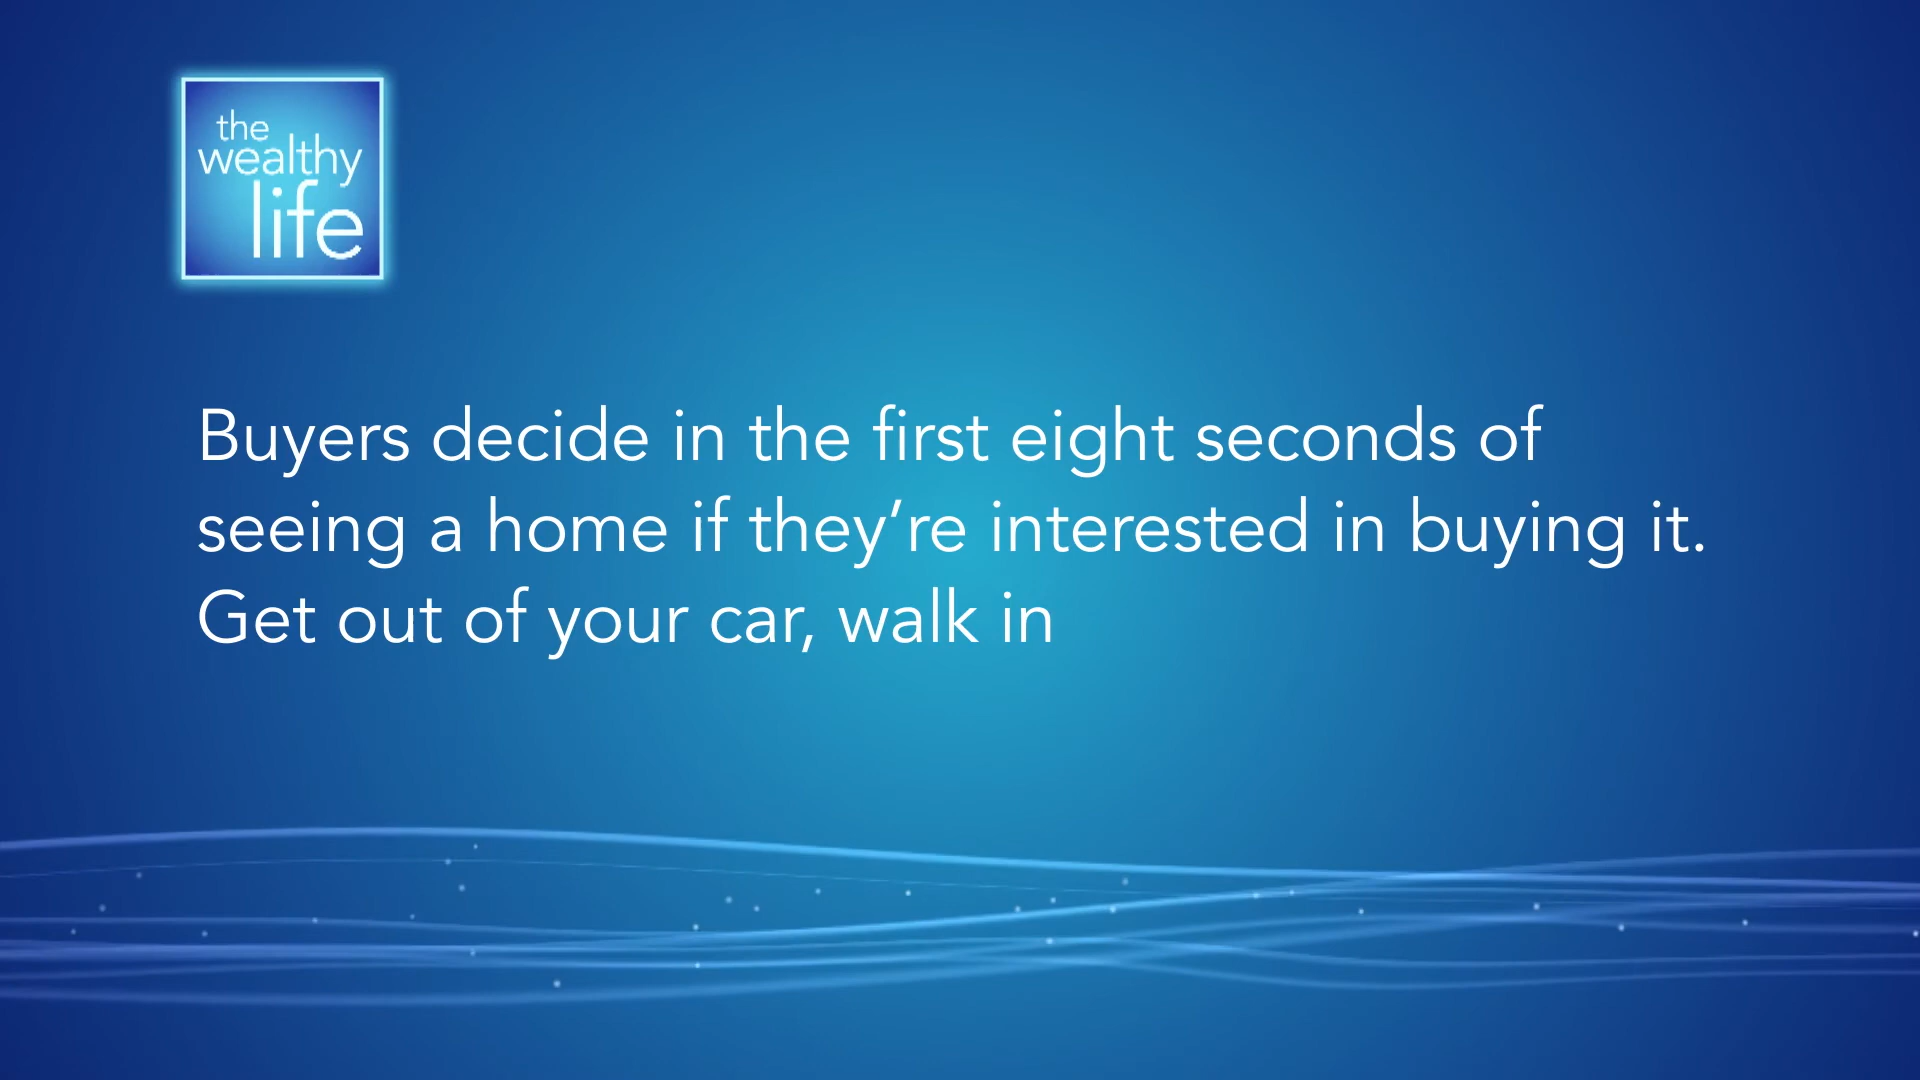 the
wealthy
life
Buyers decide in the first eight seconds of
seeing a home if they’re interested in buying it.
Get out of your car, walk in